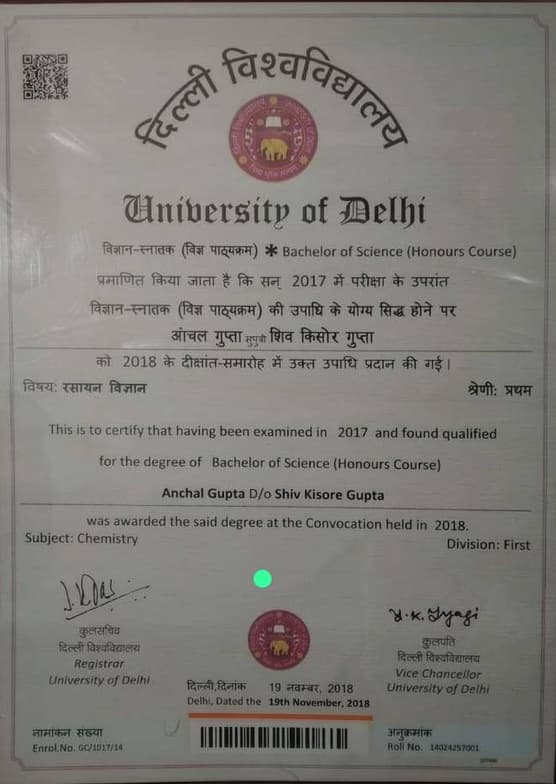 दिल्ली विश्वविद्यालय
University of Delhi
विज्ञान-स्नातक (विज्ञ पाठ्यक्रम) * Bachelor of Science (Honours Course)
प्रमाणित किया जाता है कि सन् 2017 में परीक्षा के उपरांत
विज्ञान-स्नातक (विज्ञ पाठ्यक्रम) की उपाधि के योग्य सिद्ध होने पर
आंचल गुप्ता सुपुत्री शिव किसोर गुप्ता
को 2018 के दीक्षांत-समारोह में उक्त उपाधि प्रदान की गई।
विषय: रसायन विज्ञान श्रेणी: प्रथम
This is to certify that having been examined in 2017 and found qualified
for the degree of Bachelor of Science (Honours Course)
Anchal Gupta D/o Shiv Kisore Gupta
was awarded the said degree at the Convocation held in 2018.
Subject: Chemistry Division: First
कुलसचिव
दिल्ली विश्वविद्यालय
Registrar
University of Delhi
कुलपति
दिल्ली विश्वविद्यालय
Vice Chancellor
University of Delhi
दिल्ली,दिनांक 19 नवम्बर, 2018
Delhi, Dated the 19th November, 2018
नामांकन संख्या
Enrol.No. GC/1017/14
अनुक्रमांक
Roll No. 14024257001